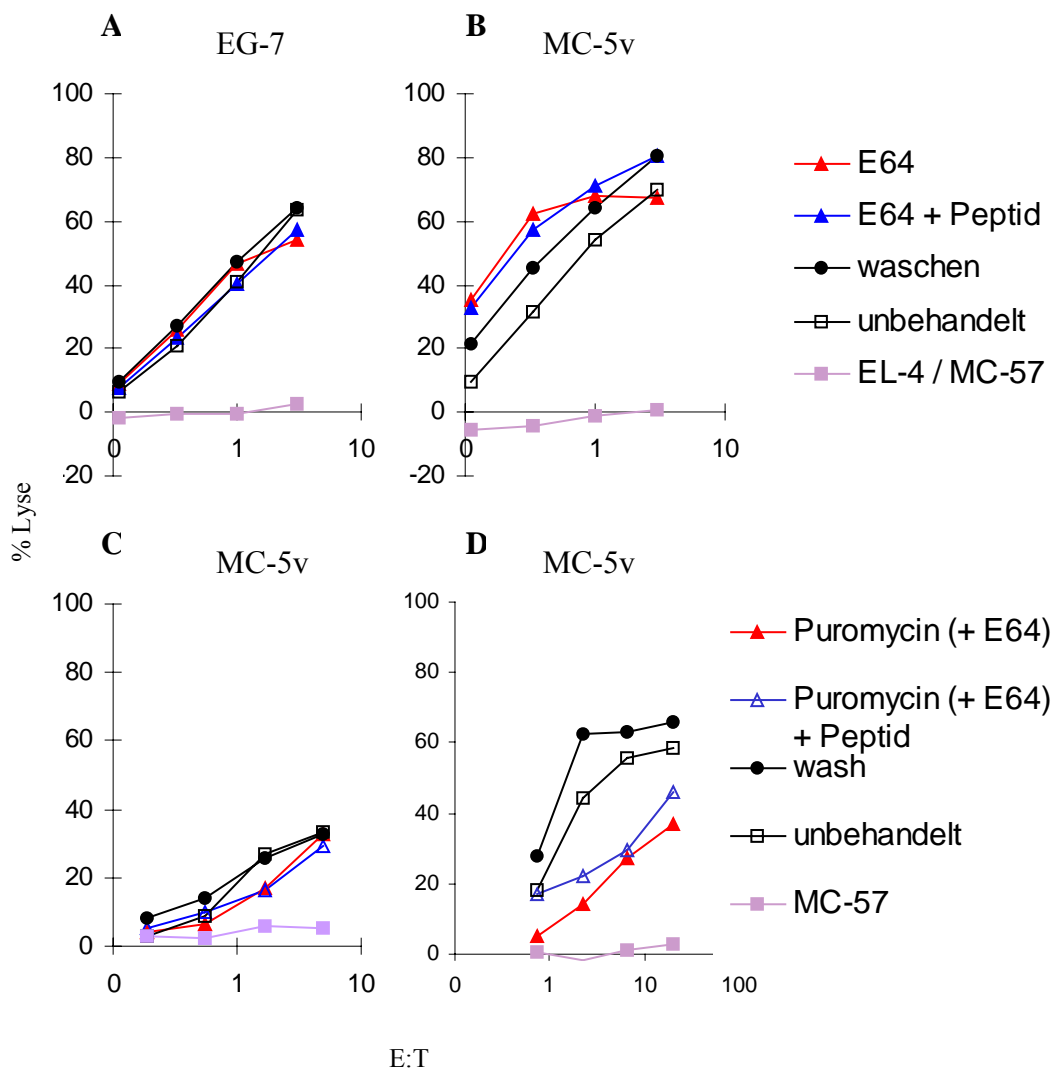 A
EG-7
100
80
60
40
20
0
-20
0
1
10
B
MC-5v
100
80
60
40
20
0
-20
0
1
10
E64
E64 + Peptid
waschen
unbehandelt
EL-4 / MC-57
% Lyse
C
MC-5v
100
80
60
40
20
0
0
1
10
D
MC-5v
100
80
60
40
20
0
0
1
10
100
Puromycin (+ E64)
Puromycin (+ E64)
+ Peptid
wash
unbehandelt
MC-57
E:T